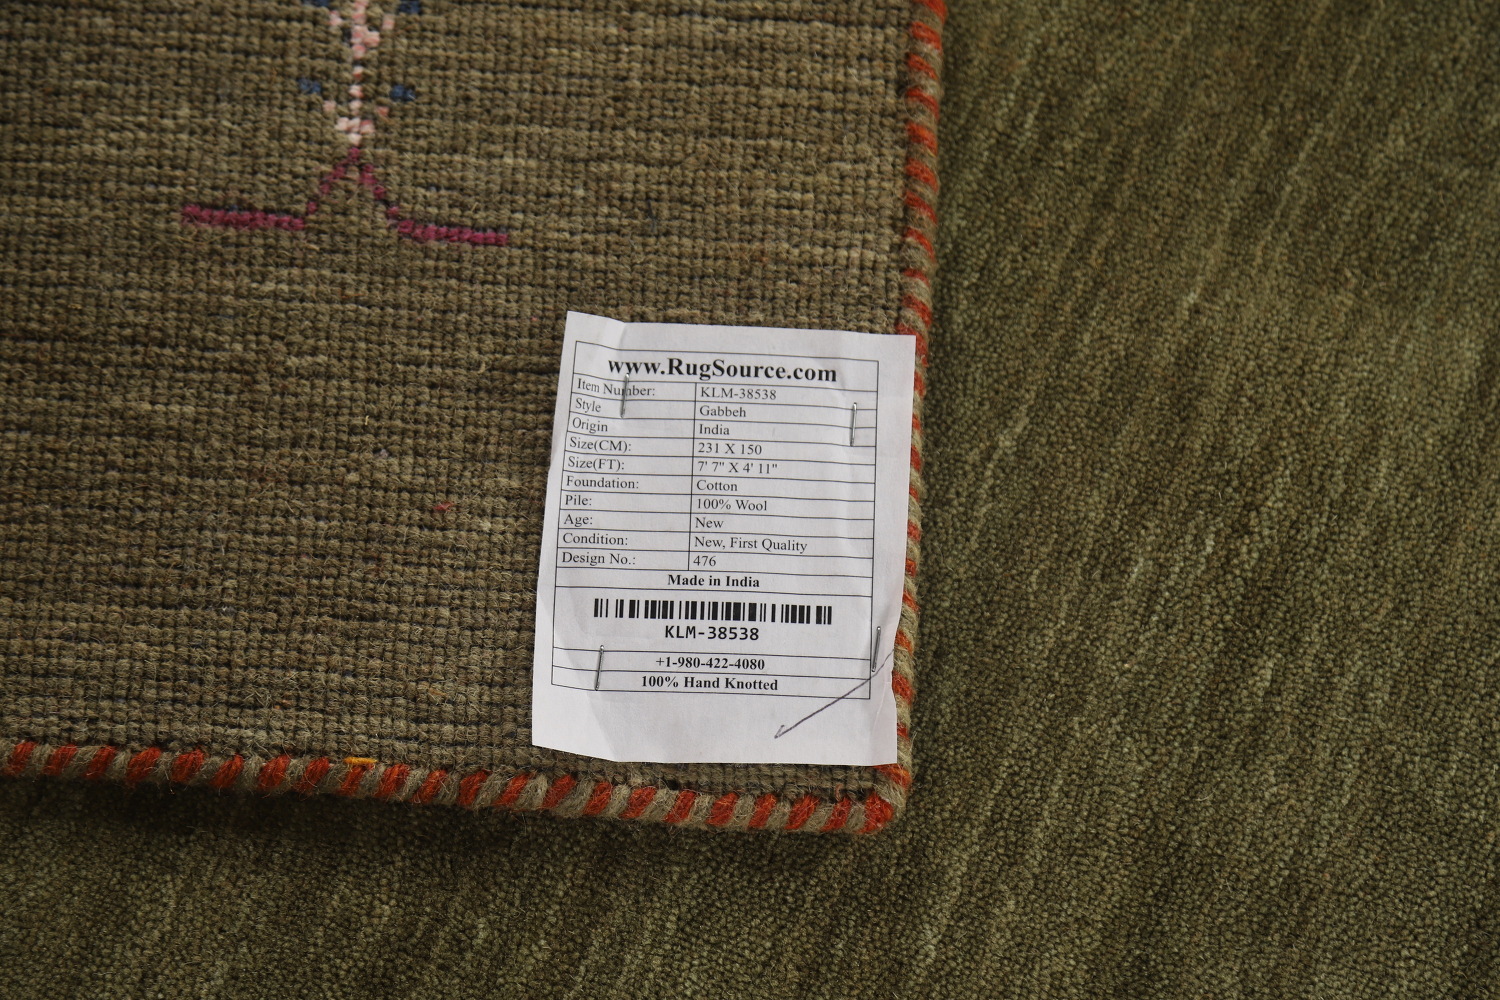 www.RugSource.com
Item Number: KLM-38538
Style Gabbeh
Origin India
Size(CM): 231 X 150
Size(FT): 7' 7" X 4' 11"
Foundation: Cotton
Pile: 100% Wool
Age: New
Condition: New, First Quality
Design No.: 476
Made in India
KLM-38538
+1-980-422-4080
100% Hand Knotted